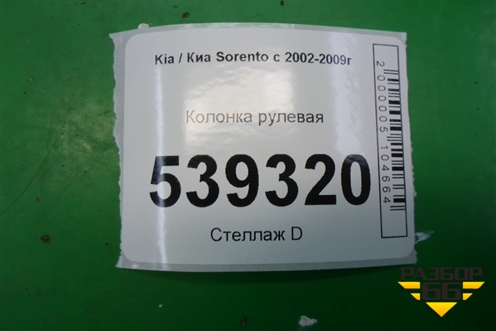 Kia / Киа Sorento с 2002-2009г
Колонка рулевая
539320
Стеллаж D
2000005104664
РАЗБОР
66